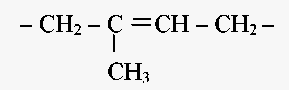 – CH₂ – C = CH – CH₂ –
CH₃